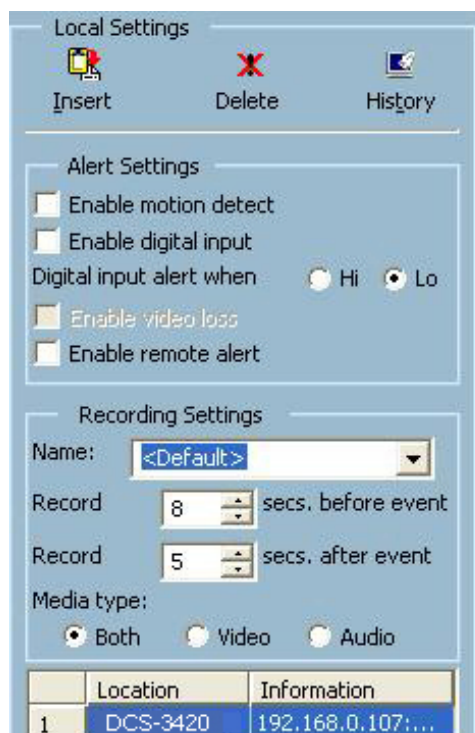 Local Settings
Insert Delete History
Alert Settings
Enable motion detect
Enable digital input
Digital input alert when Hi Lo
Enable video loss
Enable remote alert
Recording Settings
Name: <Default>
Record 8 secs. before event
Record 5 secs. after event
Media type:
Both Video Audio
Location Information
1 DCS-3420 192.168.0.107:...